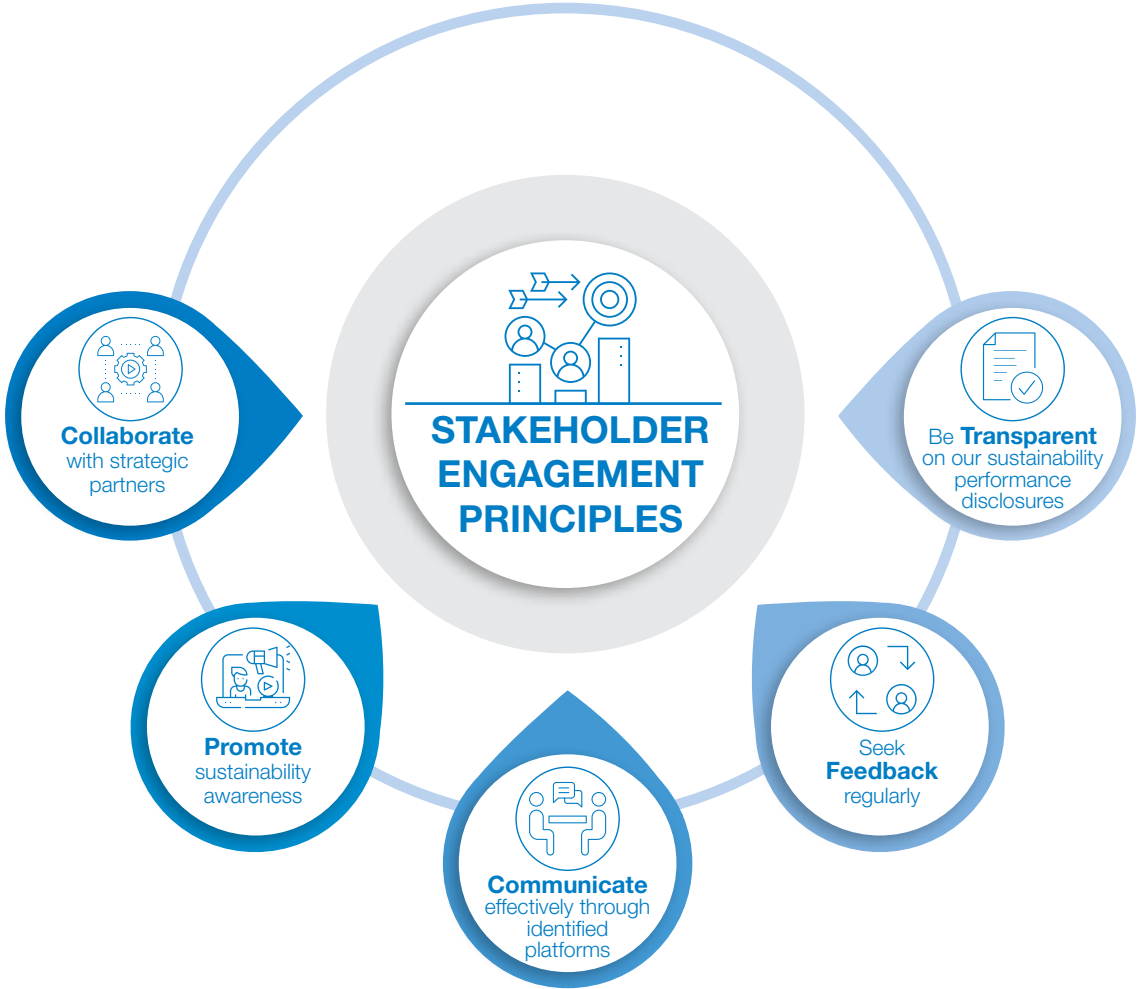 STAKEHOLDER
ENGAGEMENT
PRINCIPLES
Collaborate
with strategic
partners
Promote
sustainability
awareness
Communicate
effectively through
identified
platforms
Seek
Feedback
regularly
Be Transparent
on our sustainability
performance
disclosures